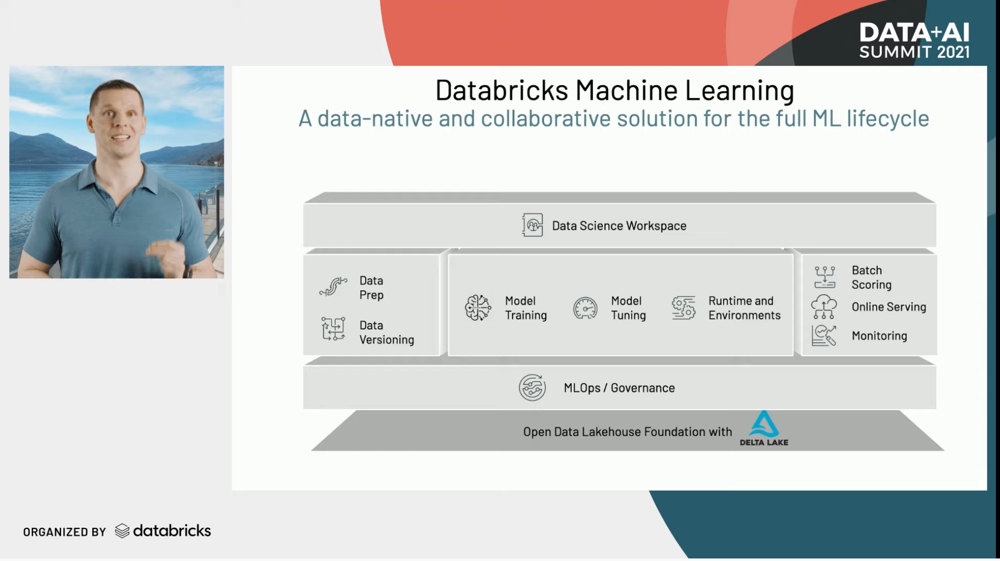 DATA+AI
SUMMIT 2021
Databricks Machine Learning
A data-native and collaborative solution for the full ML lifecycle
Data Science Workspace
Data
Prep
Data
Versioning
Model
Training
Model
Tuning
Runtime and
Environments
Batch
Scoring
Online Serving
Monitoring
MLOps / Governance
Open Data Lakehouse Foundation with
DELTA LAKE
ORGANIZED BY databricks